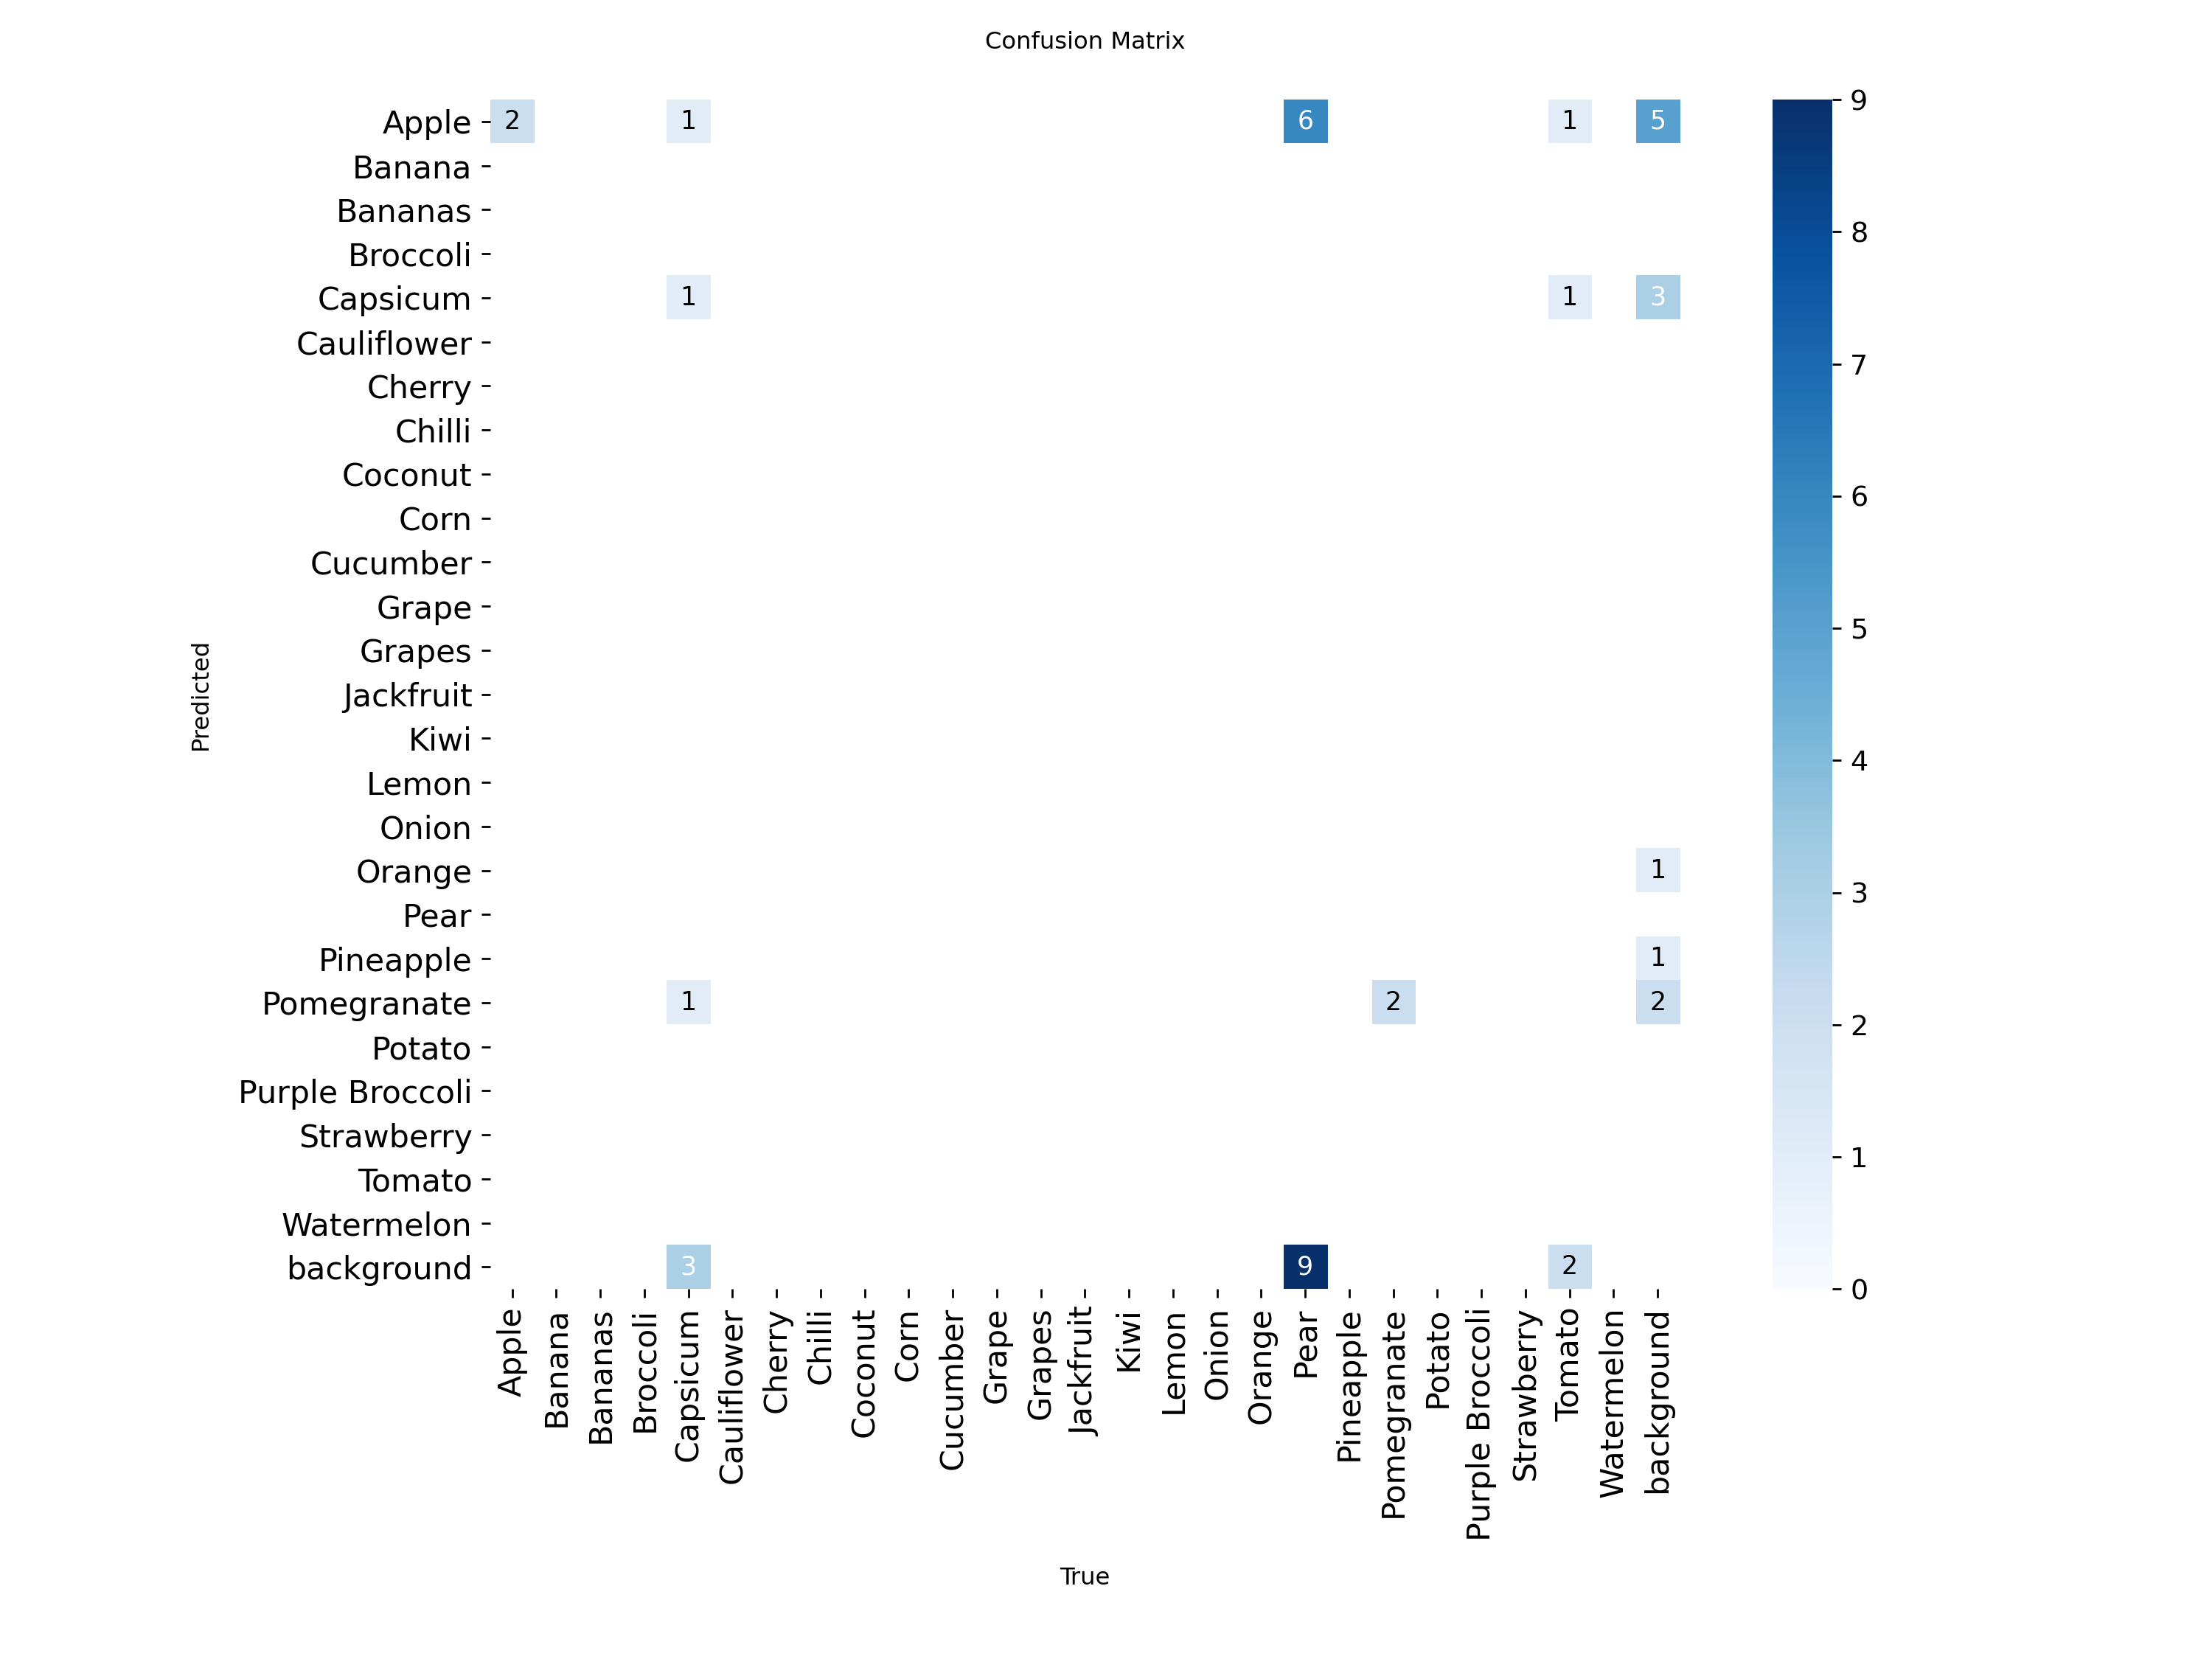 Confusion Matrix
Apple 2 1 6 1 5
Banana
Bananas
Broccoli
Capsicum 1 1 3
Cauliflower
Cherry
Chilli
Coconut
Corn
Cucumber
Grape
Grapes
Jackfruit
Kiwi
Lemon
Onion
Orange 1
Pear
Pineapple 1
Pomegranate 1 2 2
Potato
Purple Broccoli
Strawberry
Tomato
Watermelon
background 3 9 2
Predicted
Apple
Banana
Bananas
Broccoli
Capsicum
Cauliflower
Cherry
Chilli
Coconut
Corn
Cucumber
Grape
Grapes
Jackfruit
Kiwi
Lemon
Onion
Orange
Pear
Pineapple
Pomegranate
Potato
Purple Broccoli
Strawberry
Tomato
Watermelon
background
True
9
8
7
6
5
4
3
2
1
0